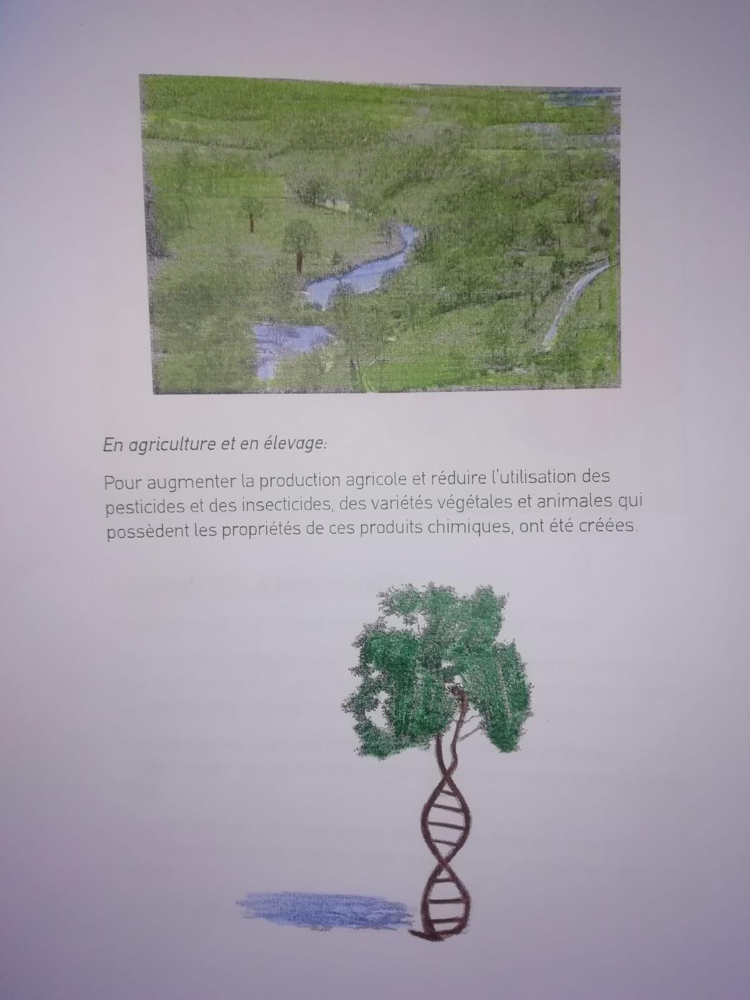 En agriculture et en élevage:
Pour augmenter la production agricole et réduire l'utilisation des
pesticides et des insecticides, des variétés végétales et animales qui
possèdent les propriétés de ces produits chimiques, ont été créées.